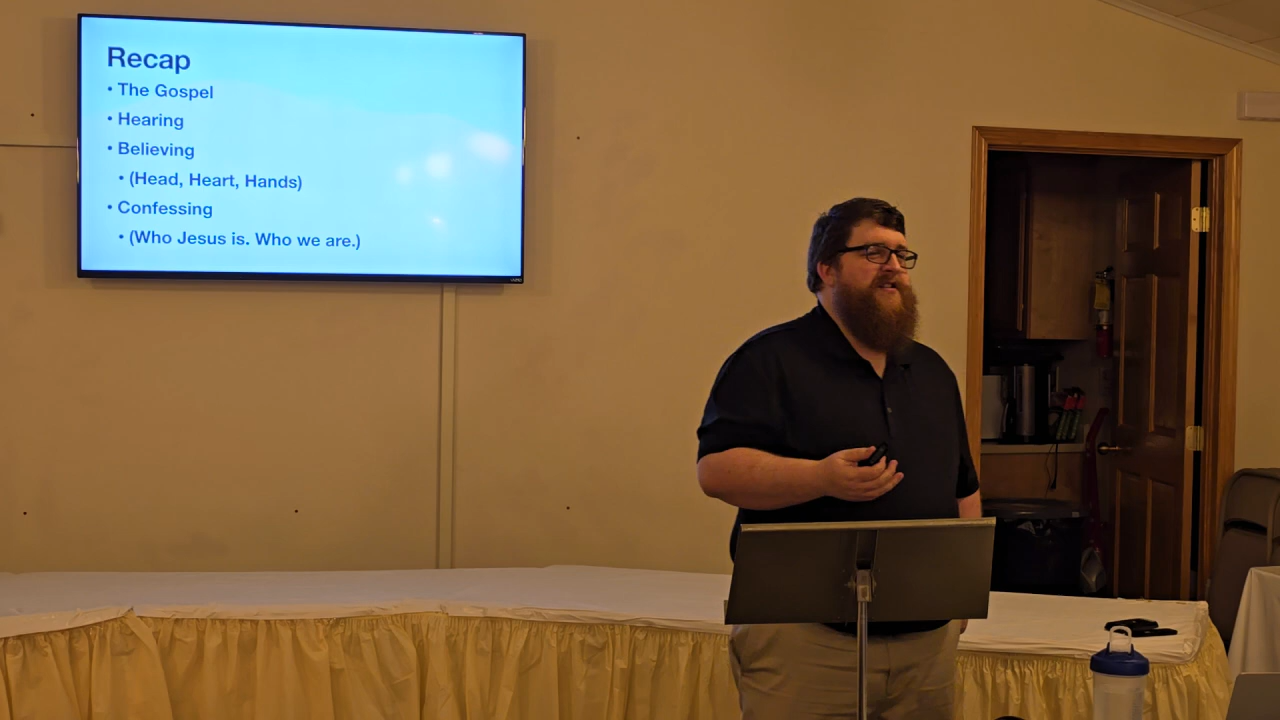 Recap
• The Gospel
• Hearing
• Believing
• (Head, Heart, Hands)
• Confessing
• (Who Jesus is. Who we are.)